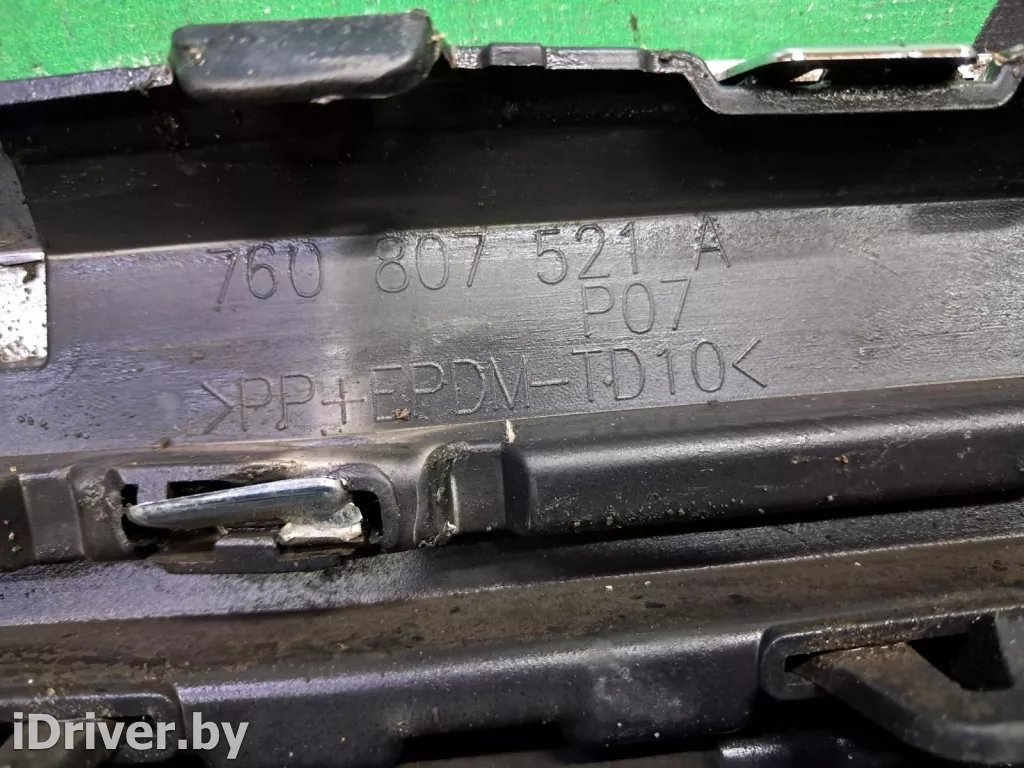 760 807 521 A
P07
>PP+EPDM-TD10<
iDriver.by